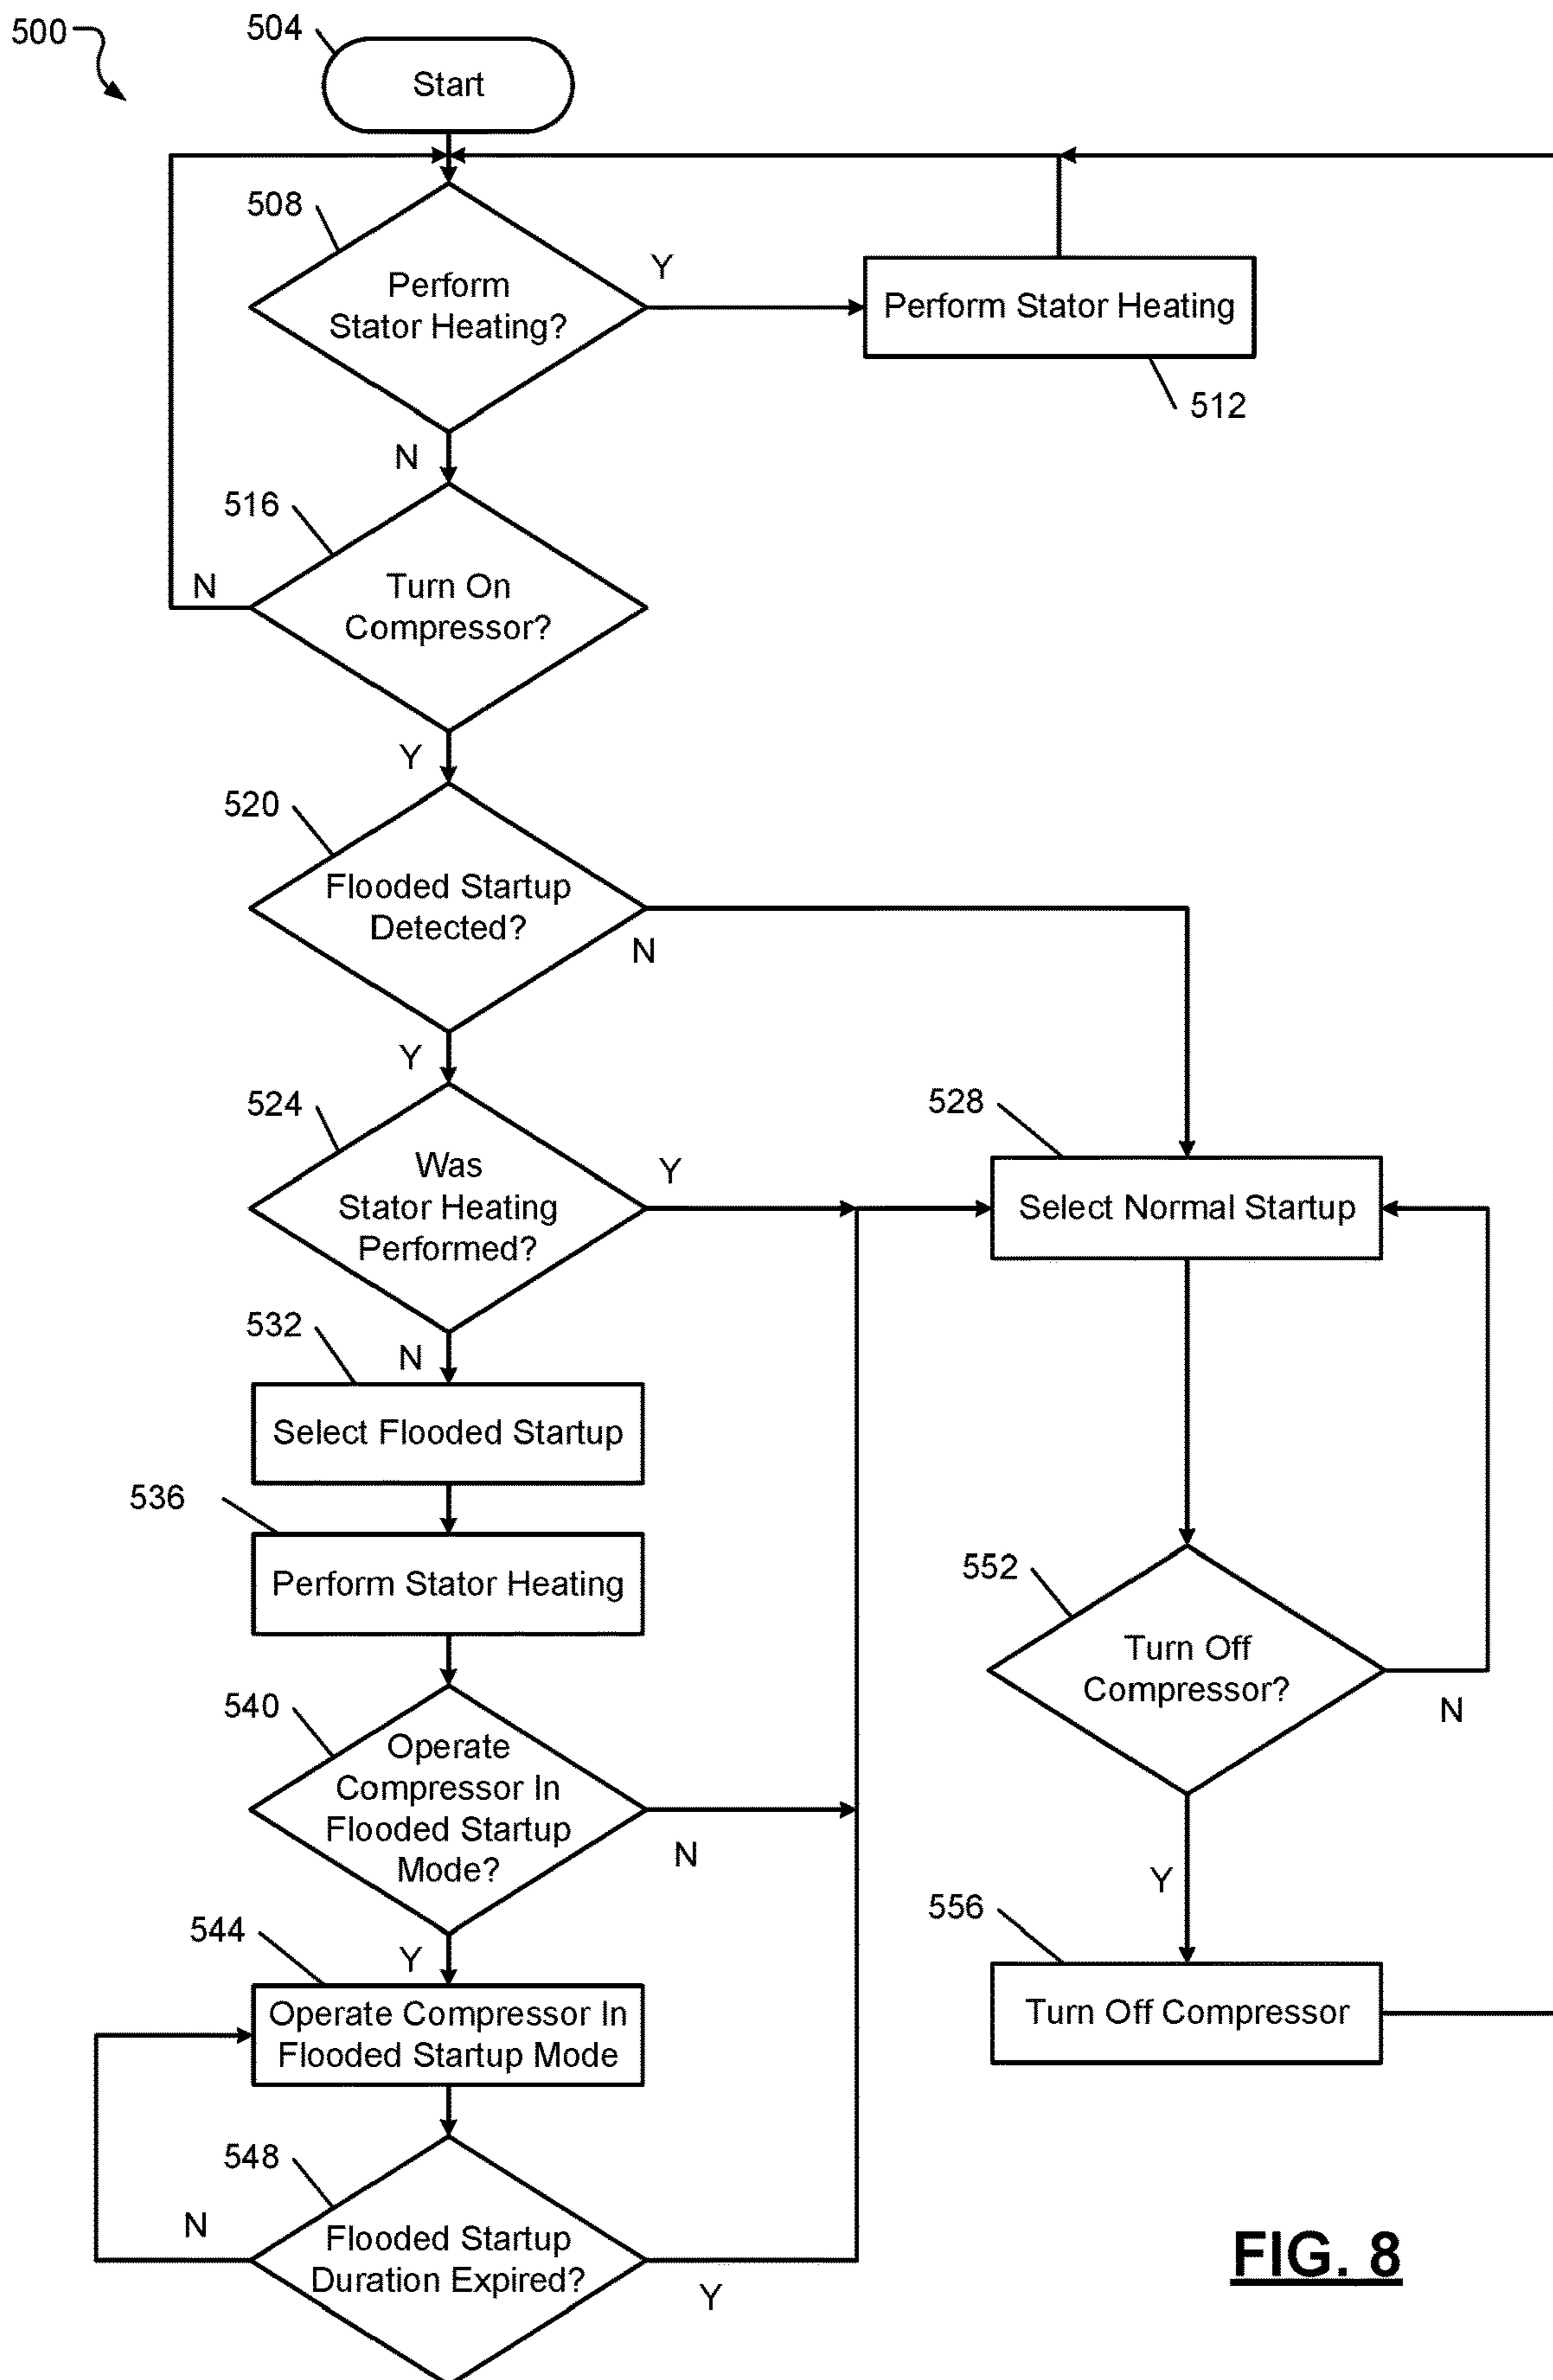 500
504
Start
508
Perform
Stator Heating?
Y
Perform Stator Heating
512
N
516
Turn On
Compressor?
N
Y
520
Flooded Startup
Detected?
N
Y
524
Was
Stator Heating
Performed?
Y
528
Select Normal Startup
532
N
Select Flooded Startup
536
Perform Stator Heating
540
Operate
Compressor In
Flooded Startup
Mode?
N
552
Turn Off
Compressor?
N
Y
556
Turn Off Compressor
544
Y
Operate Compressor In
Flooded Startup Mode
548
N
Flooded Startup
Duration Expired?
Y
FIG. 8